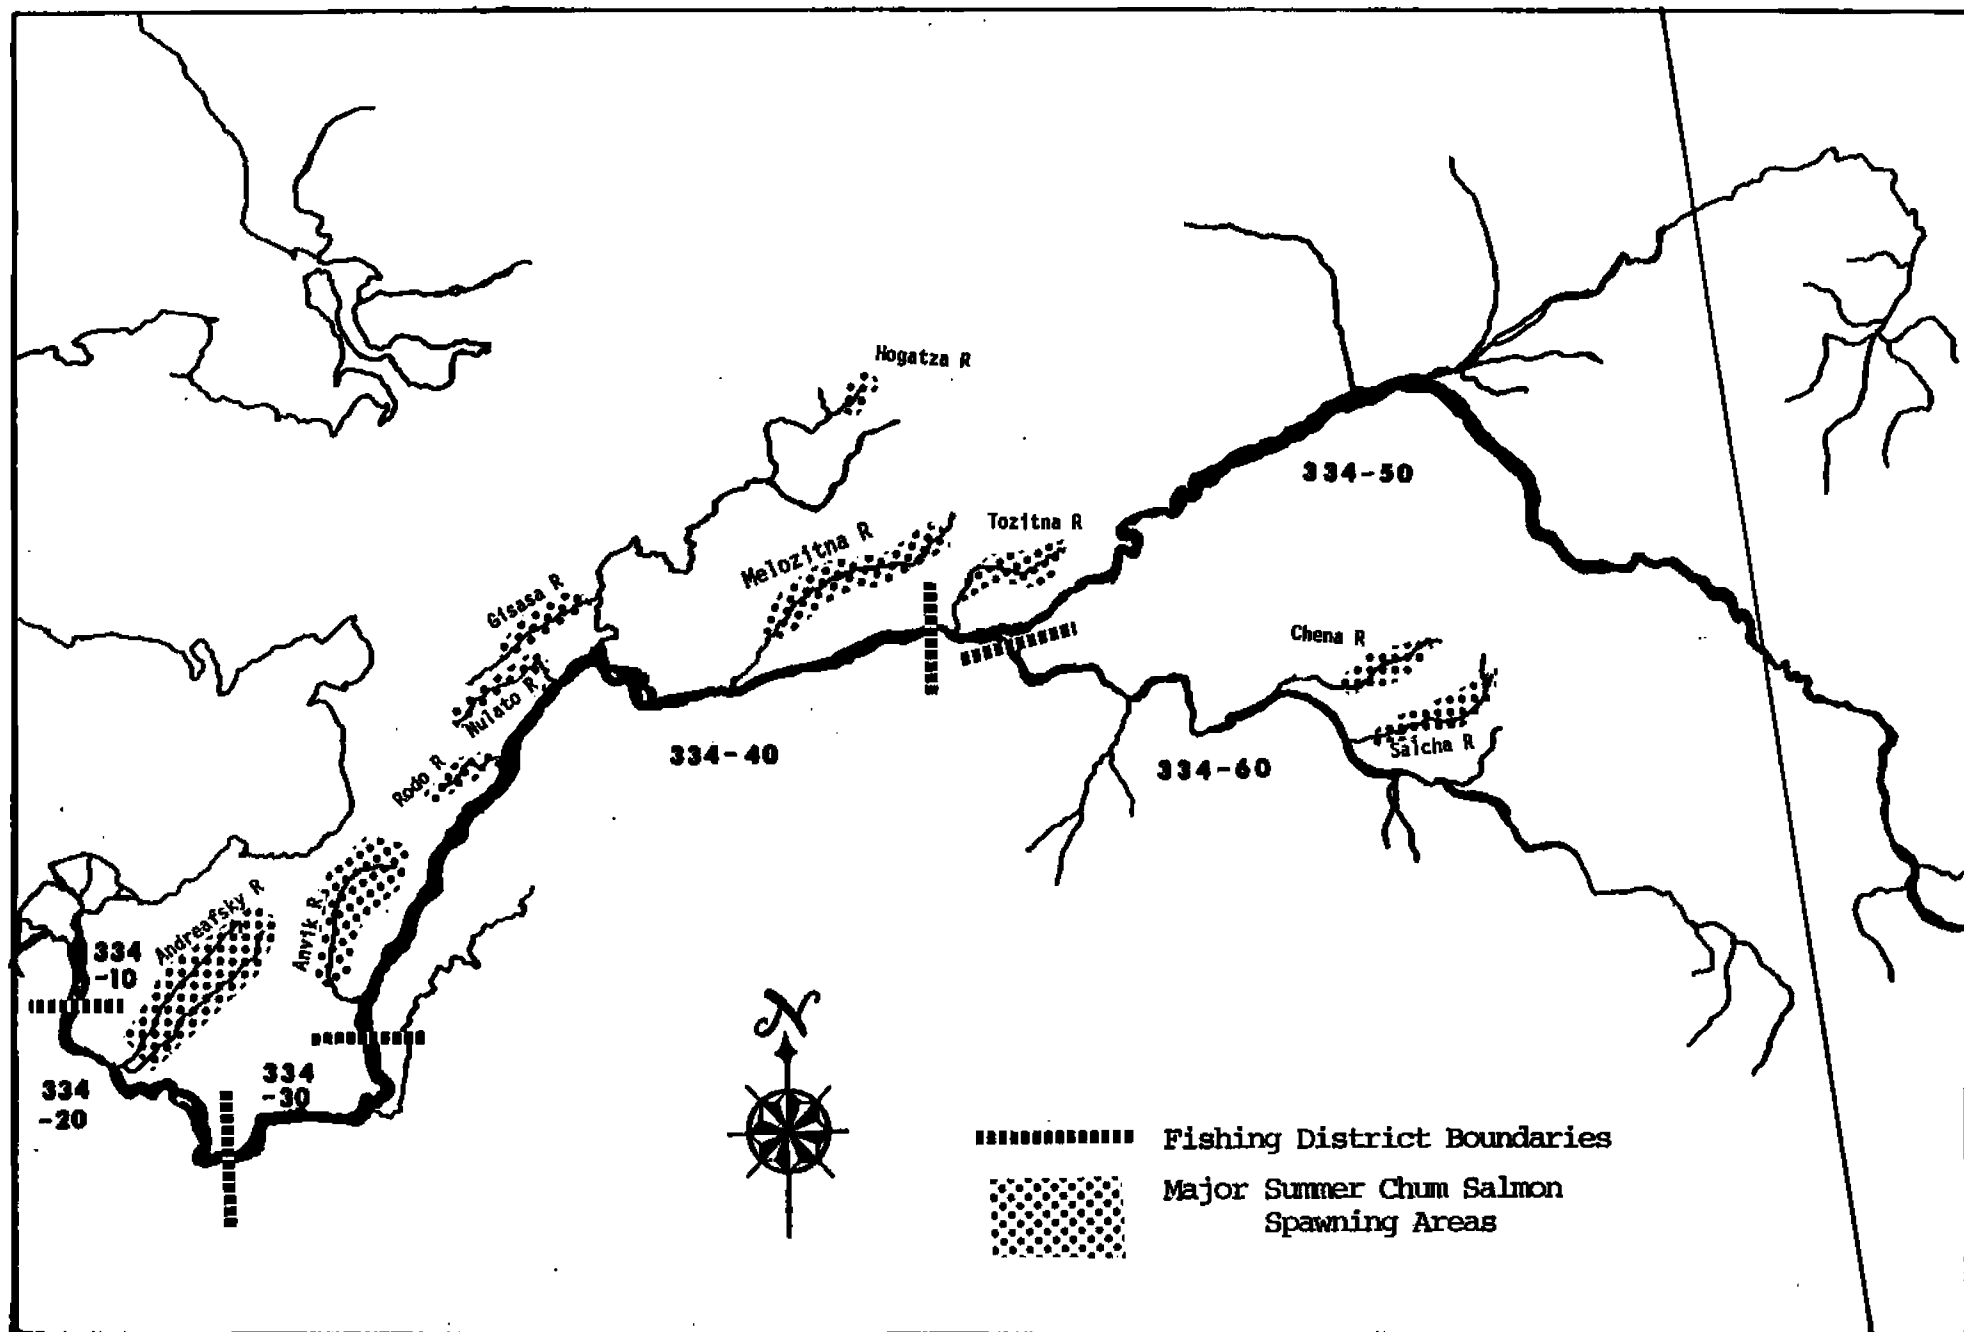 Hogatza R
334-50
Tozitna R
Melozitna R
Gisasa R
Chena R
Nulato R
Salcha R
334-40
334-60
Rodo R
Andreafsky R
Anvik R
334
-10
334
-20
334
-30
N
Fishing District Boundaries
Major Summer Chum Salmon
Spawning Areas